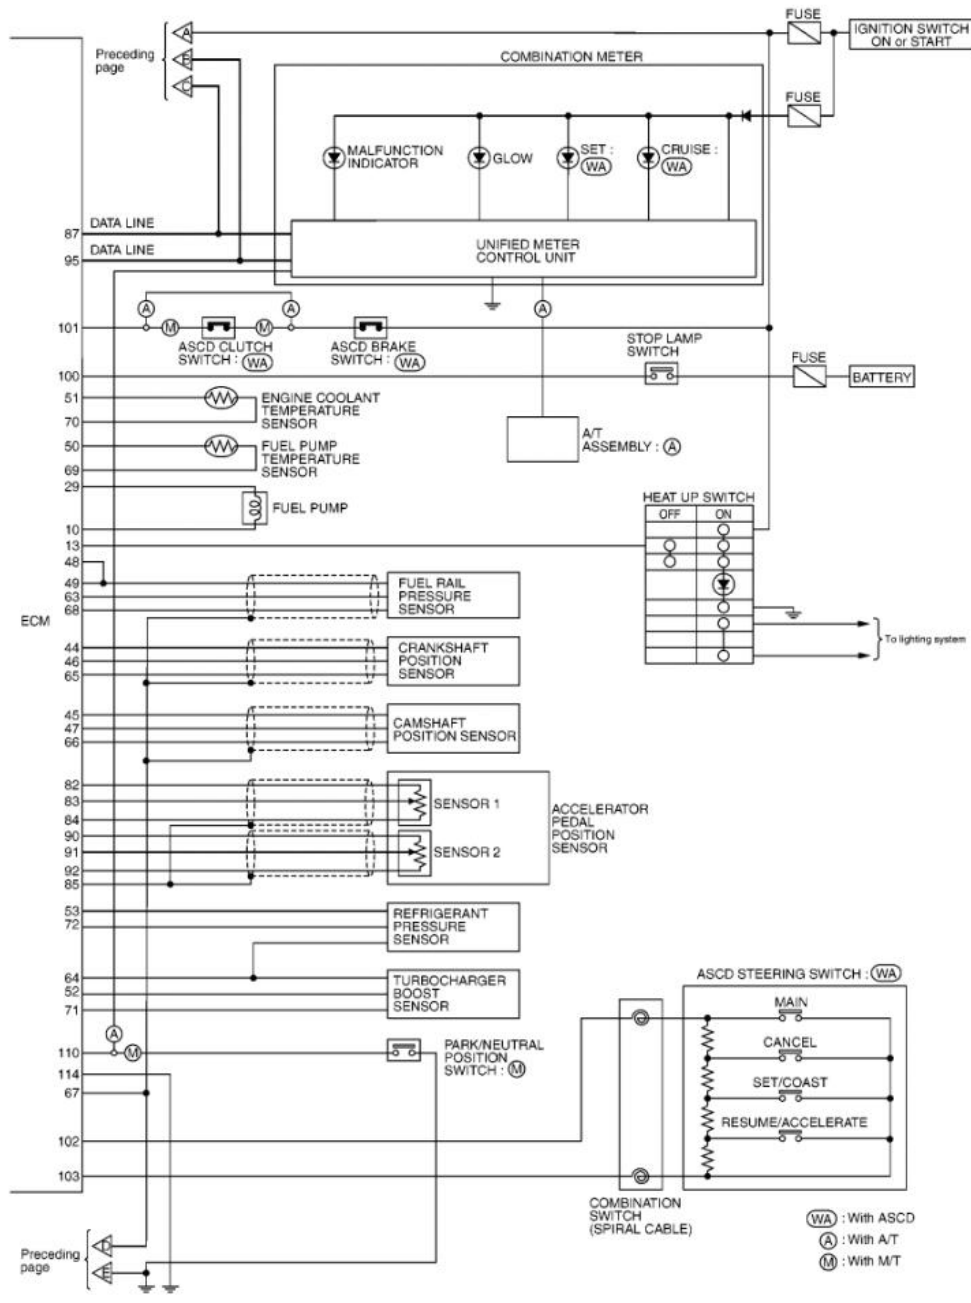 A
Preceding
page
E
C
FUSE
IGNITION SWITCH
ON or START
COMBINATION METER
FUSE
MALFUNCTION
INDICATOR
GLOW
SET :
WA
CRUISE :
WA
87
DATA LINE
95
DATA LINE
UNIFIED METER
CONTROL UNIT
A
A
A
101
M
M
ASCD CLUTCH
SWITCH : WA
ASCD BRAKE
SWITCH : WA
STOP LAMP
SWITCH
FUSE
BATTERY
100
51
ENGINE COOLANT
TEMPERATURE
SENSOR
70
50
FUEL PUMP
TEMPERATURE
SENSOR
69
A/T
ASSEMBLY : A
29
FUEL PUMP
10
HEAT UP SWITCH
OFF ON
13
48
49
63
68
FUEL RAIL
PRESSURE
SENSOR
ECM
To lighting system
44
46
65
CRANKSHAFT
POSITION
SENSOR
45
47
66
CAMSHAFT
POSITION SENSOR
82
83
84
SENSOR 1
90
91
92
85
SENSOR 2
ACCELERATOR
PEDAL
POSITION
SENSOR
53
72
REFRIGERANT
PRESSURE
SENSOR
64
52
71
TURBOCHARGER
BOOST
SENSOR
A
110
M
PARK/NEUTRAL
POSITION
SWITCH : M
114
67
102
103
ASCD STEERING SWITCH : WA
MAIN
CANCEL
SET/COAST
RESUME/ACCELERATE
COMBINATION
SWITCH
(SPIRAL CABLE)
WA : With ASCD
A : With A/T
M : With M/T
D
Preceding
page
E